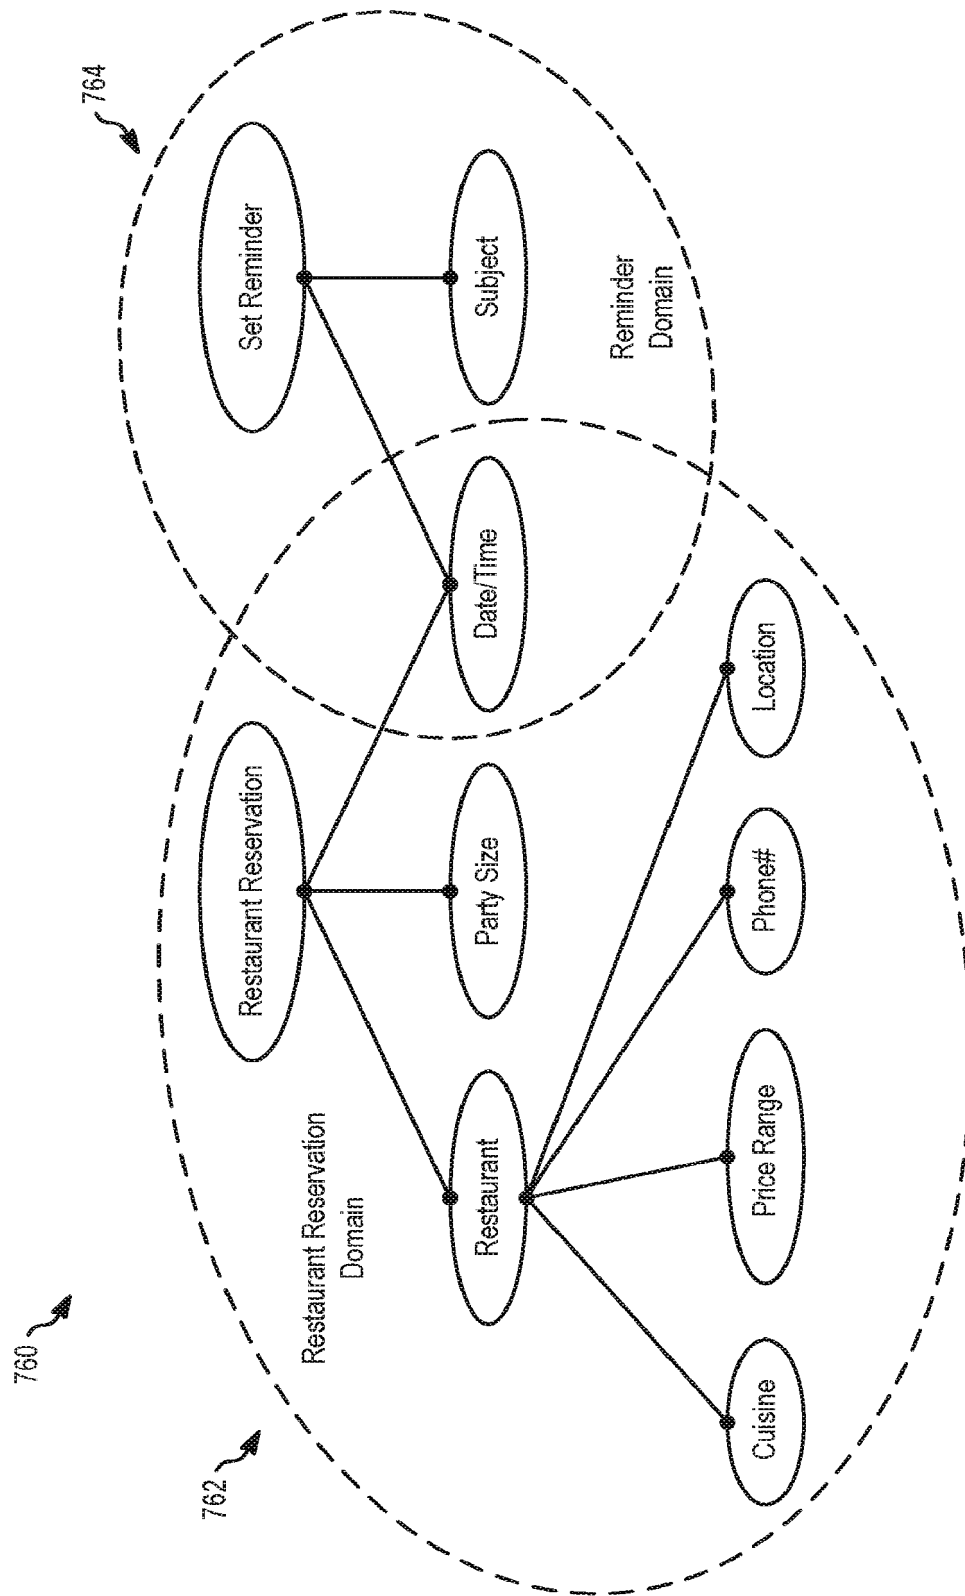 760
762
764
Restaurant Reservation
Set Reminder
Restaurant Reservation
Domain
Restaurant
Party Size
Date/Time
Subject
Reminder
Domain
Cuisine
Price Range
Phone#
Location